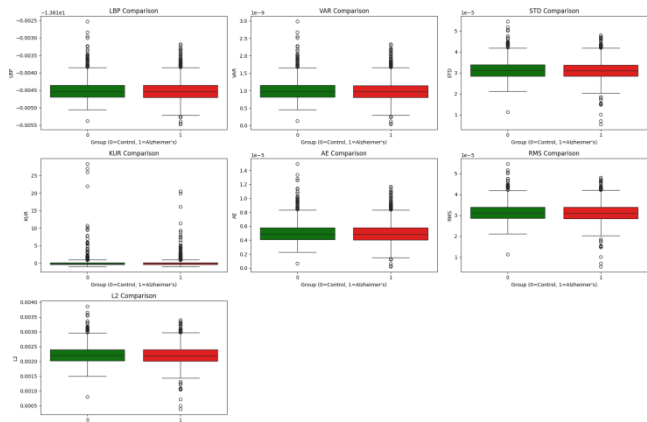 LBP Comparison
−1.381e1
−0.0025
−0.0030
−0.0035
−0.0040
−0.0045
−0.0050
−0.0055
LBP
0
1
Group (0=Control, 1=Alzheimer's)
VAR Comparison
1e−9
3.0
2.5
2.0
1.5
1.0
0.5
0.0
VAR
0
1
Group (0=Control, 1=Alzheimer's)
STD Comparison
1e−5
5
4
3
2
1
STD
0
1
Group (0=Control, 1=Alzheimer's)
KUR Comparison
25
20
15
10
5
0
KUR
0
1
Group (0=Control, 1=Alzheimer's)
AE Comparison
1e−5
1.4
1.2
1.0
0.8
0.6
0.4
0.2
0.0
AE
0
1
Group (0=Control, 1=Alzheimer's)
RMS Comparison
1e−5
5
4
3
2
1
RMS
0
1
Group (0=Control, 1=Alzheimer's)
L2 Comparison
0.0040
0.0035
0.0030
0.0025
0.0020
0.0015
0.0010
0.0005
L2
0
1